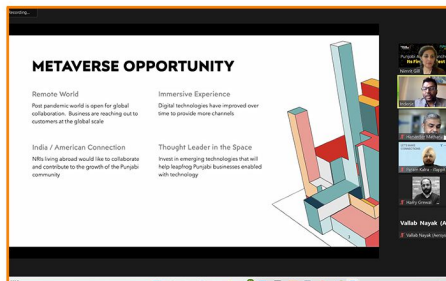 Recording...
METAVERSE OPPORTUNITY
Remote World
Post pandemic world is open for global
collaboration. Business are reaching out to
customers at the global scale
Immersive Experience
Digital technologies have improved over
time to provide more channels
India / American Connection
NRIs living abroad would like to collaborate
and contribute to the growth of the Punjabi
community
Thought Leader in the Space
Invest in emerging technologies that will
help leapfrog Punjabi businesses enabled
with technology
Nimrit Gill
Harry Grewal
Vallab Nayak (A
Vallab Nayak